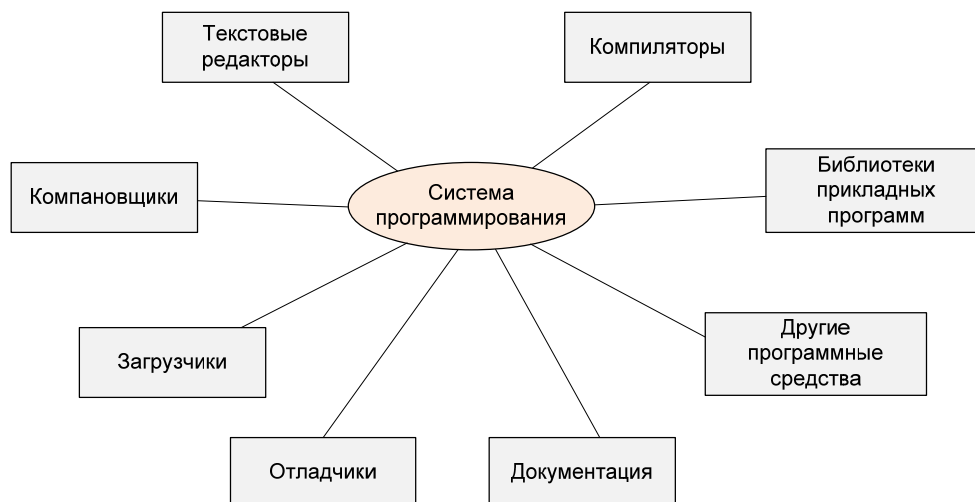 Текстовые
редакторы
Компиляторы
Компановщики
Система
программирования
Библиотеки
прикладных
программ
Загрузчики
Другие
программные
средства
Отладчики
Документация